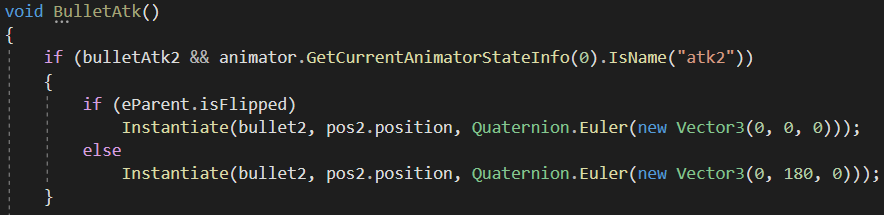 void BulletAtk()
{
if (bulletAtk2 && animator.GetCurrentAnimatorStateInfo(0).IsName("atk2"))
{
if (eParent.isFlipped)
Instantiate(bullet2, pos2.position, Quaternion.Euler(new Vector3(0, 0, 0)));
else
Instantiate(bullet2, pos2.position, Quaternion.Euler(new Vector3(0, 180, 0)));
}